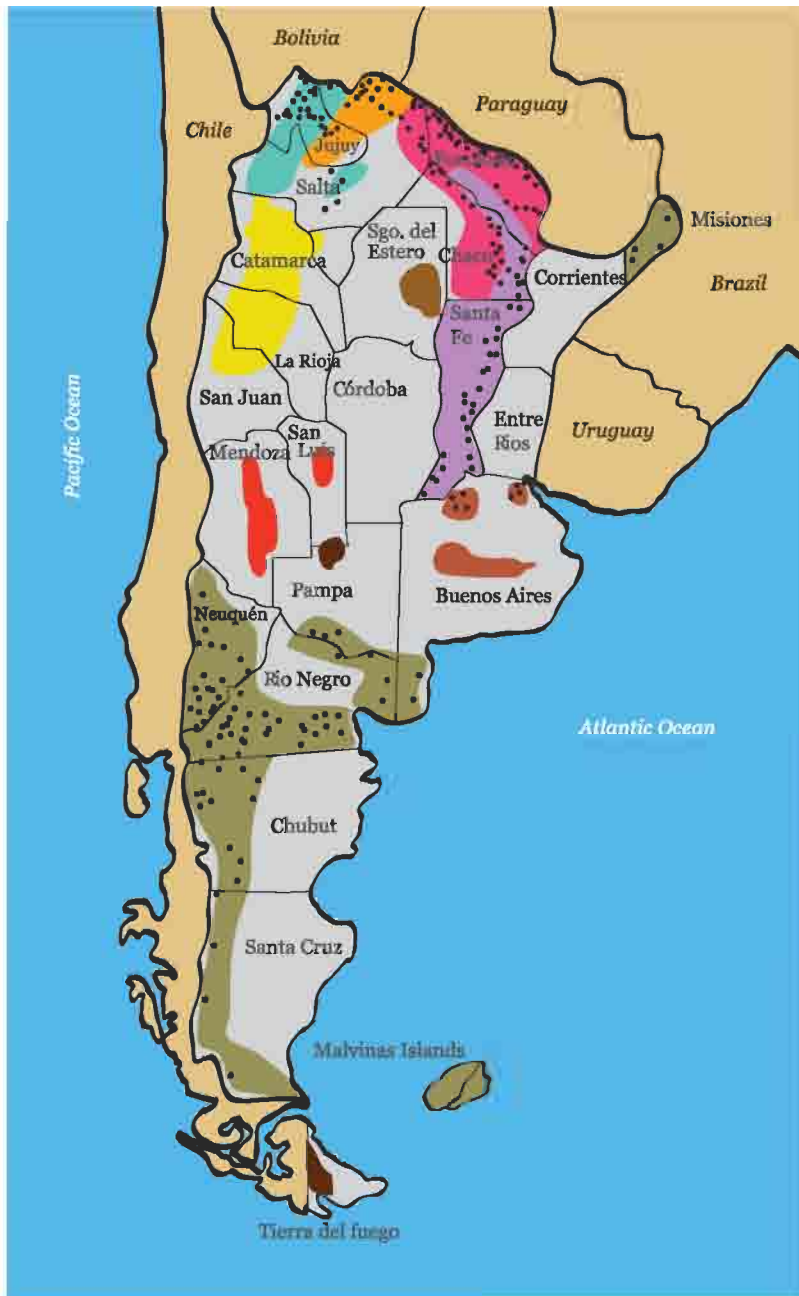 Bolivia
Paraguay
Chile
Jujuy
Salta
Misiones
Sgo. del
Estero
Chaco
Catamarca
Corrientes
Brazil
Santa
Fe
La Rioja
San Juan
Córdoba
Entre
Rios
Uruguay
San
Luis
Mendoza
Pacific Ocean
Pampa
Buenos Aires
Neuquén
Rio Negro
Atlantic Ocean
Chubut
Santa Cruz
Malvinas Islands
Tierra del fuego